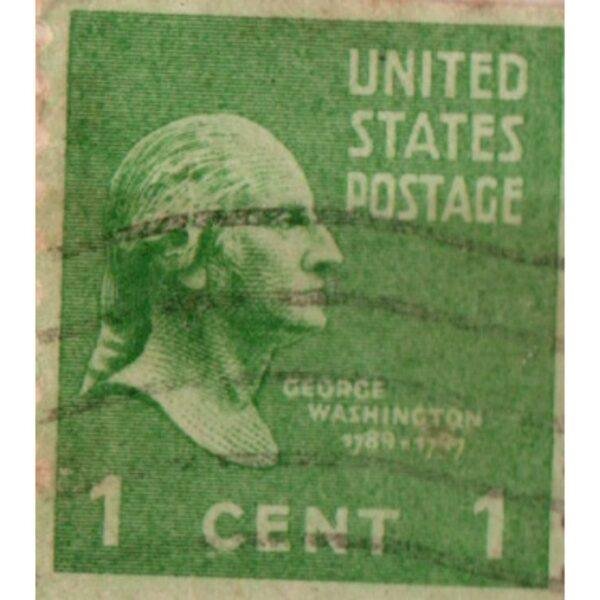 UNITED
STATES
POSTAGE
GEORGE
WASHINGTON
1789·1797
1 CENT 1